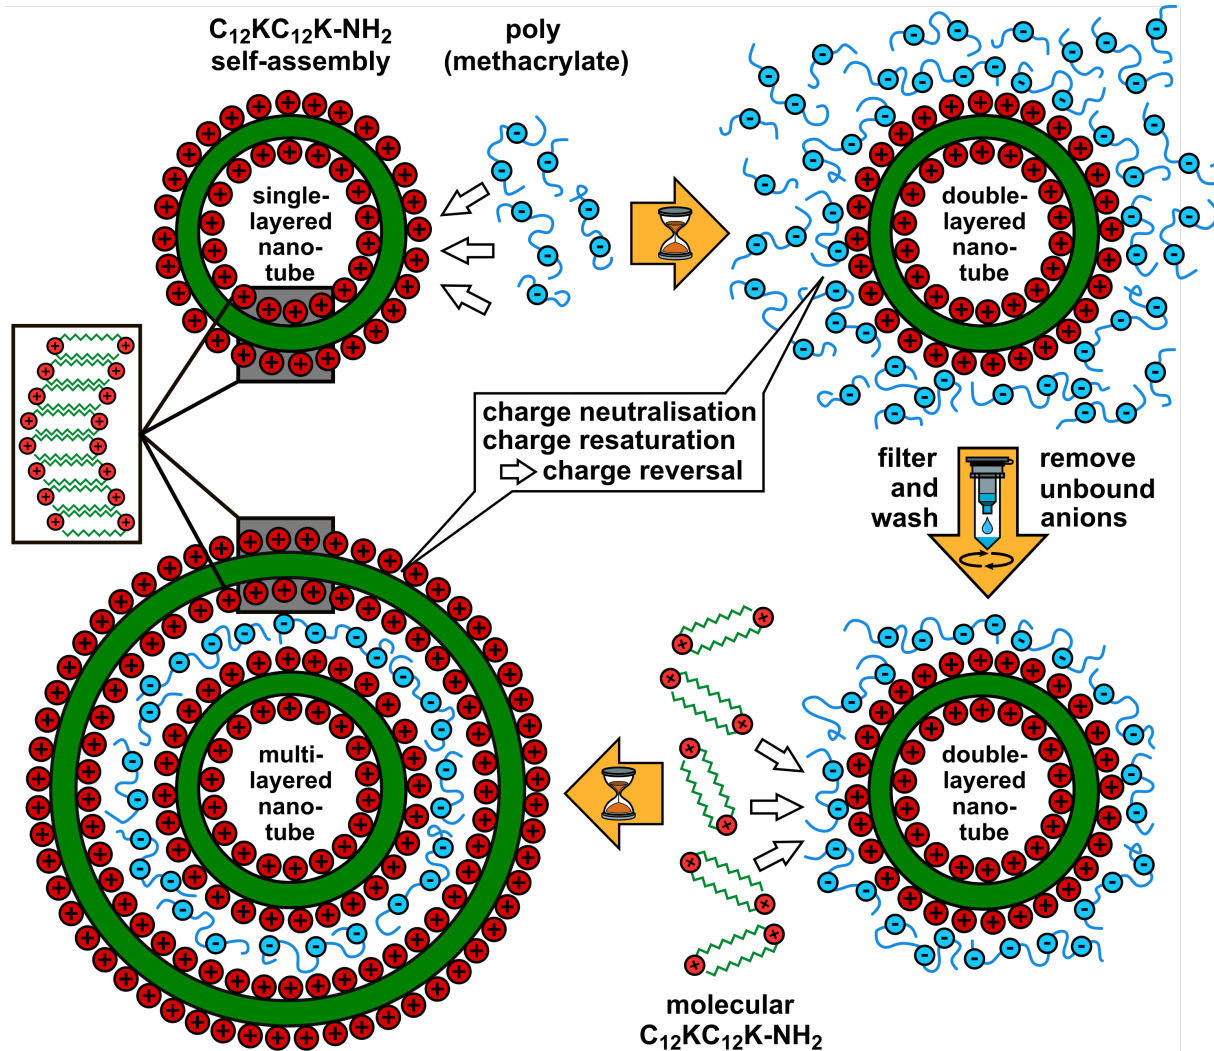 C12KC12K-NH2
self-assembly
poly
(methacrylate)
single-
layered
nano-
tube
double-
layered
nano-
tube
charge neutralisation
charge resaturation
charge reversal
filter
and
wash
remove
unbound
anions
multi-
layered
nano-
tube
double-
layered
nano-
tube
molecular
C12KC12K-NH2